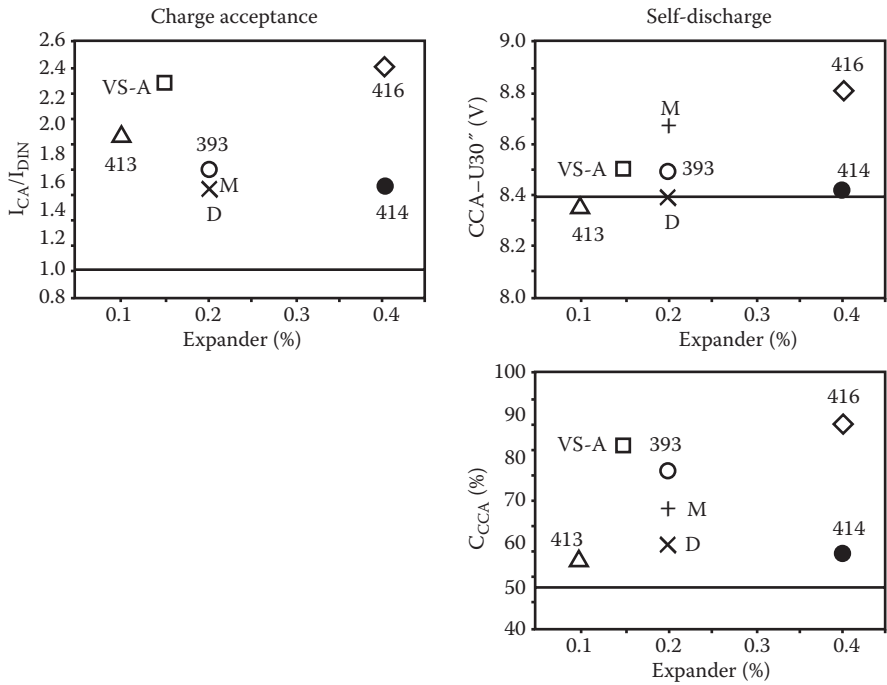 Charge acceptance
2.6
2.4
2.2
2.0
1.8
1.6
1.4
1.2
1.0
0.8
I_CA/I_DIN
VS-A
413
393
M
D
416
414
0.1
0.2
0.3
0.4
Expander (%)
Self-discharge
9.0
8.8
8.6
8.4
8.2
8.0
CCA–U30″ (V)
VS-A
413
M
393
D
416
414
0.1
0.2
0.3
0.4
Expander (%)
100
90
80
70
60
50
40
C_CCA (%)
VS-A
413
393
M
D
416
414
0.1
0.2
0.3
0.4
Expander (%)